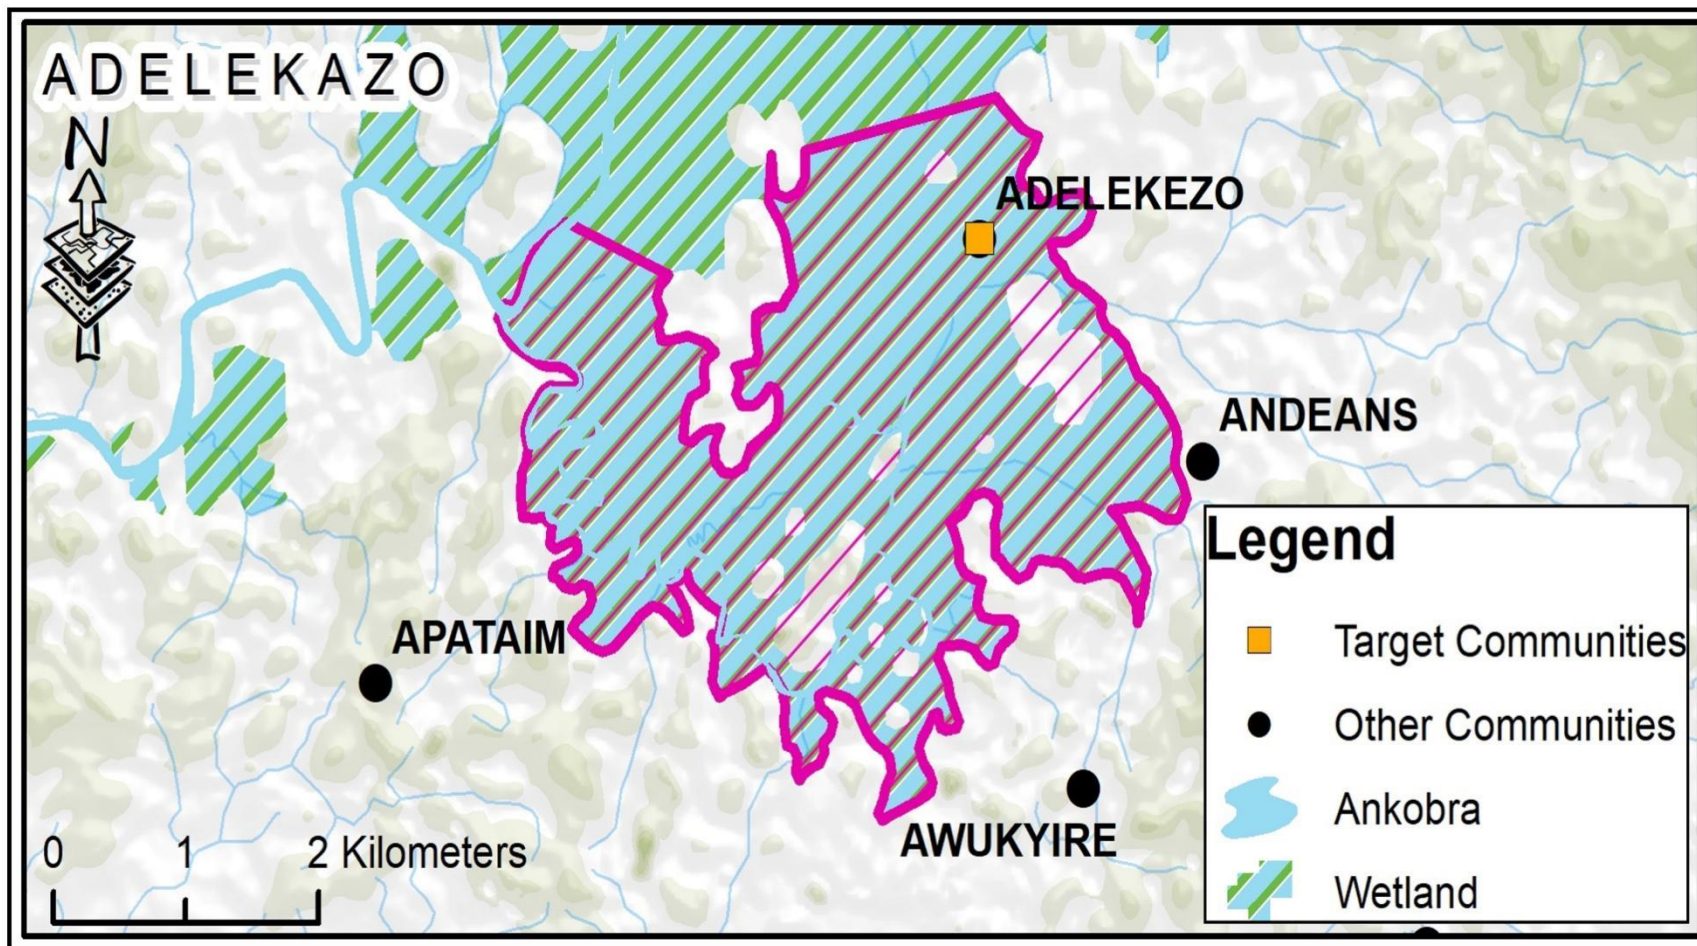 ADELEKAZO
N
ADELEKEZO
ANDEANS
APATAIM
AWUKYIRE
0 1 2 Kilometers
Legend
Target Communities
Other Communities
Ankobra
Wetland